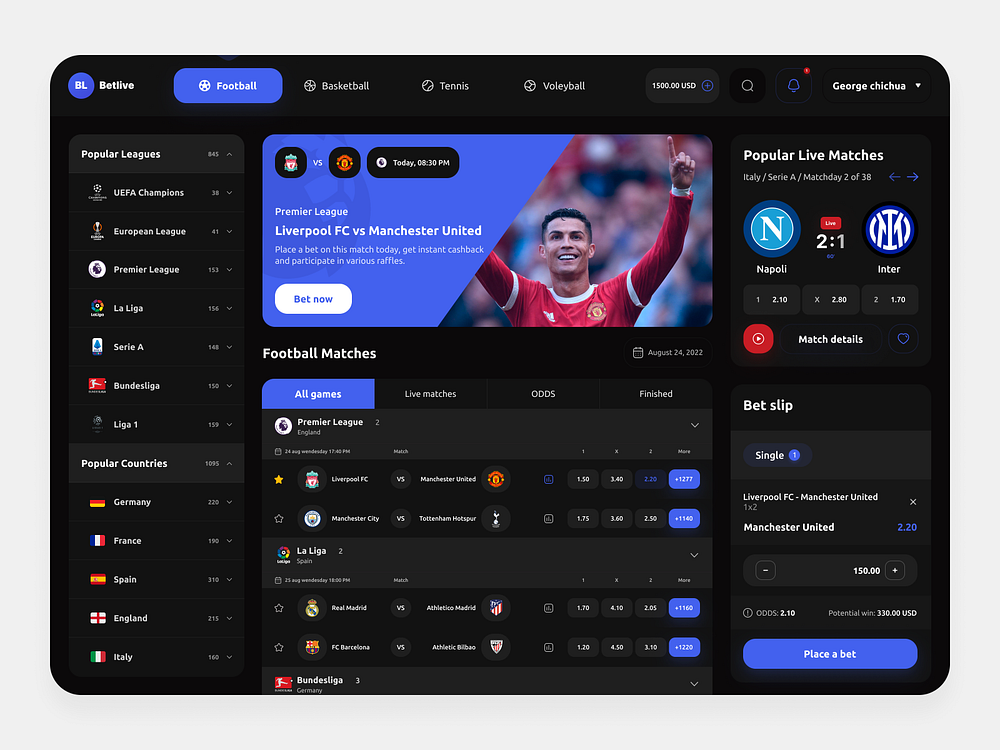 BL Betlive
Football
Basketball
Tennis
Voleyball
1500.00 USD
1
George chichua
Popular Leagues 845
UEFA Champions 38
European League 41
Premier League 153
La Liga 156
Serie A 148
Bundesliga 150
Liga 1 159
Popular Countries 1095
Germany 220
France 190
Spain 310
England 215
Italy 160
VS
Today, 08:30 PM
Premier League
Liverpool FC vs Manchester United
Place a bet on this match today, get instant cashback
and participate in various raffles.
Bet now
Football Matches
August 24, 2022
All games Live matches ODDS Finished
Premier League 2
England
24 aug wendesday 17:40 PM Match 1 X 2 More
Liverpool FC VS Manchester United 1.50 3.40 2.20 +1277
Manchester City VS Tottenham Hotspur 1.75 3.60 2.50 +1140
La Liga 2
Spain
25 aug wendesday 18:00 PM Match 1 X 2 More
Real Madrid VS Athletico Madrid 1.70 4.10 2.05 +1160
FC Barcelona VS Athletic Bilbao 1.20 4.50 3.10 +1220
Bundesliga 3
Germany
Popular Live Matches
Italy / Serie A / Matchday 2 of 38
N
Live
2:1
60'
Napoli Inter
1 2.10 X 2.80 2 1.70
Match details
Bet slip
Single 1
Liverpool FC - Manchester United
1x2
Manchester United 2.20
− 150.00 +
ODDS: 2.10 Potential win: 330.00 USD
Place a bet